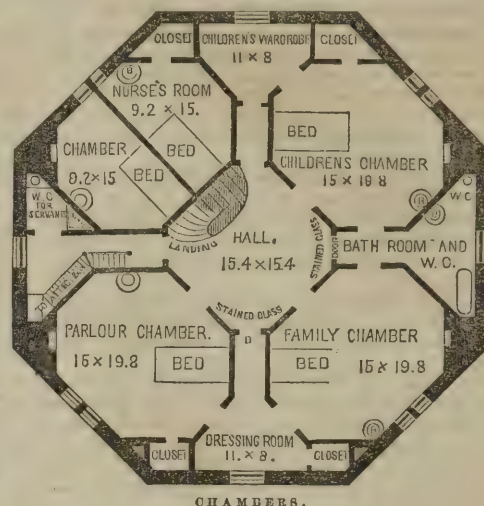 CLOSET
CHILDREN'S WARDROBE
11 × 8
CLOSET
NURSE'S ROOM
9.2 × 15.
BED
CHAMBER
9.2 × 15
BED
BED
CHILDREN'S CHAMBER
15 × 19 8
W.C
FOR
SERVANTS
W C
LANDING
HALL.
15.4 × 15.4
STAINED GLASS
DOOR
BATH ROOM AND
W. C.
TO ATTIC
STAINED GLASS
D
PARLOUR CHAMBER.
15 × 19.8
BED
FAMILY CHAMBER
15 × 19.8
BED
DRESSING ROOM
11. × 8.
CLOSET
CLOSET
CHAMBERS.